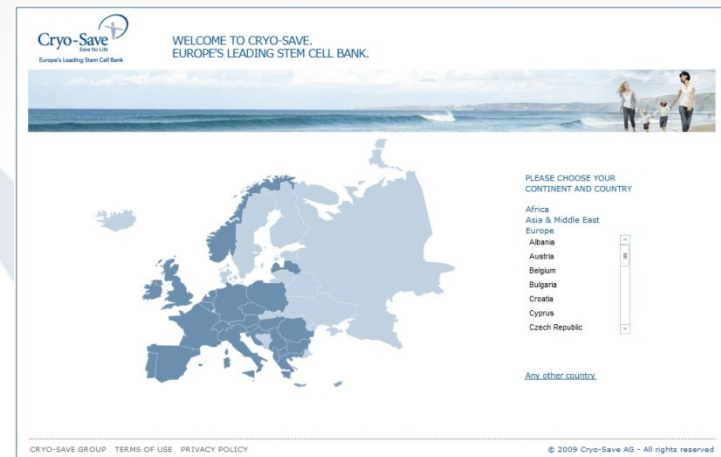 Cryo-Save
Save for Life
Europe's Leading Stem Cell Bank
WELCOME TO CRYO-SAVE.
EUROPE'S LEADING STEM CELL BANK.
PLEASE CHOOSE YOUR
CONTINENT AND COUNTRY
Africa
Asia & Middle East
Europe
Albania
Austria
Belgium
Bulgaria
Croatia
Cyprus
Czech Republic
Any other country
CRYO-SAVE GROUP TERMS OF USE PRIVACY POLICY
© 2009 Cryo-Save AG - All rights reserved